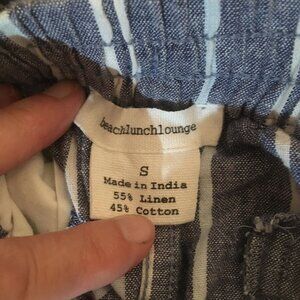 beachlunchlounge
S
Made in India
55% Linen
45% Cotton